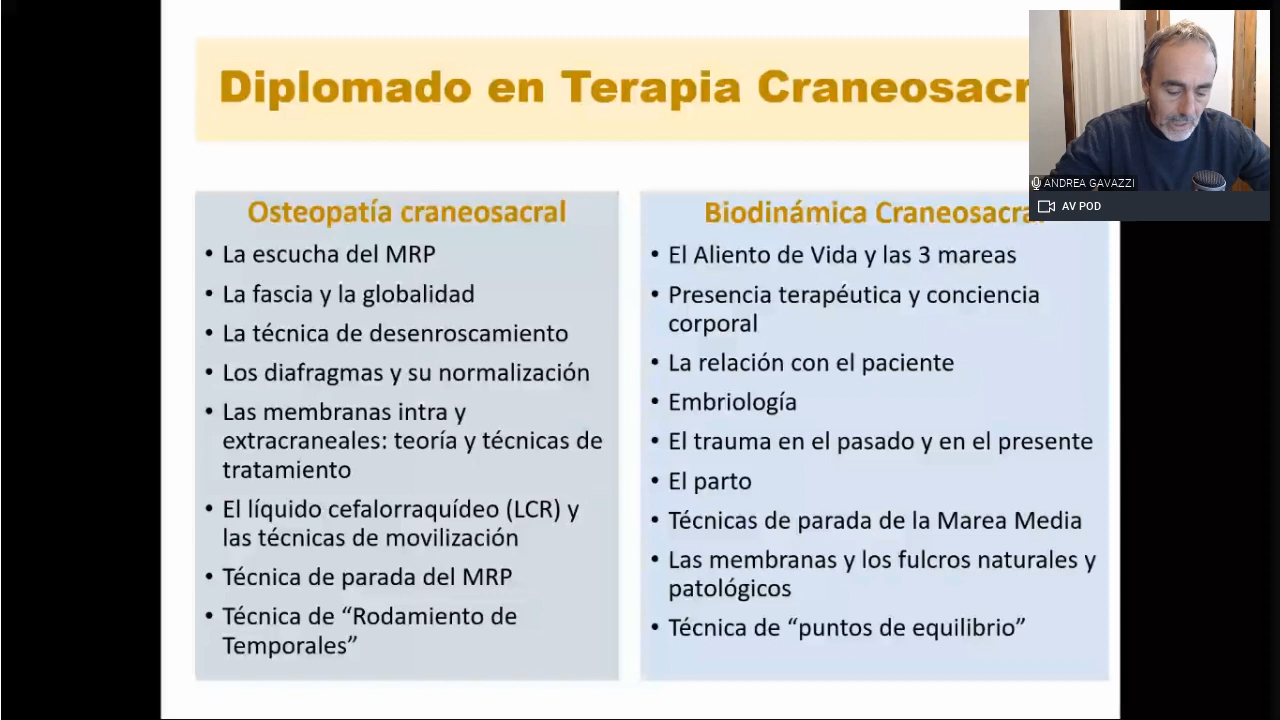 Diplomado en Terapia Craneosacr
ANDREA GAVAZZI
AV POD
Osteopatía craneosacral
• La escucha del MRP
• La fascia y la globalidad
• La técnica de desenroscamiento
• Los diafragmas y su normalización
• Las membranas intra y
extracraneales: teoría y técnicas de
tratamiento
• El líquido cefalorraquídeo (LCR) y
las técnicas de movilización
• Técnica de parada del MRP
• Técnica de “Rodamiento de
Temporales”
Biodinámica Craneosacra
• El Aliento de Vida y las 3 mareas
• Presencia terapéutica y conciencia
corporal
• La relación con el paciente
• Embriología
• El trauma en el pasado y en el presente
• El parto
• Técnicas de parada de la Marea Media
• Las membranas y los fulcros naturales y
patológicos
• Técnica de “puntos de equilibrio”